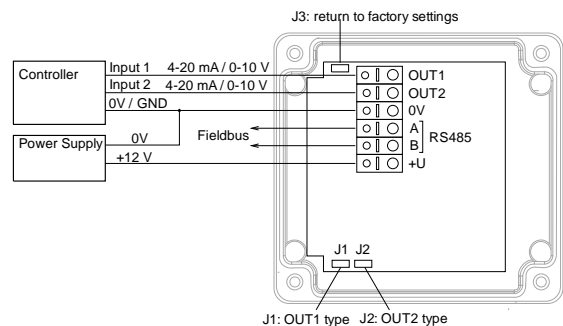 J3: return to factory settings
Controller
Input 1 4-20 mA / 0-10 V
Input 2 4-20 mA / 0-10 V
0V / GND
OUT1
OUT2
0V
A
B
RS485
+U
Fieldbus
Power Supply
0V
+12 V
J1 J2
J1: OUT1 type J2: OUT2 type